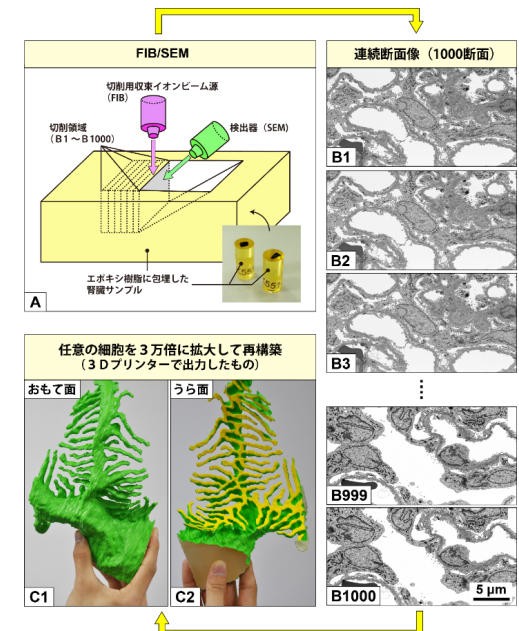 FIB/SEM
切削用収束イオンビーム源
（FIB）
切削領域
（B1～B1000）
検出器（SEM）
エポキシ樹脂に包埋した
腎臓サンプル
A
連続断面像（1000断面）
B1
B2
B3
B999
B1000
5 μm
任意の細胞を３万倍に拡大して再構築
（３Ｄプリンターで出力したもの）
おもて面
うら面
C1
C2